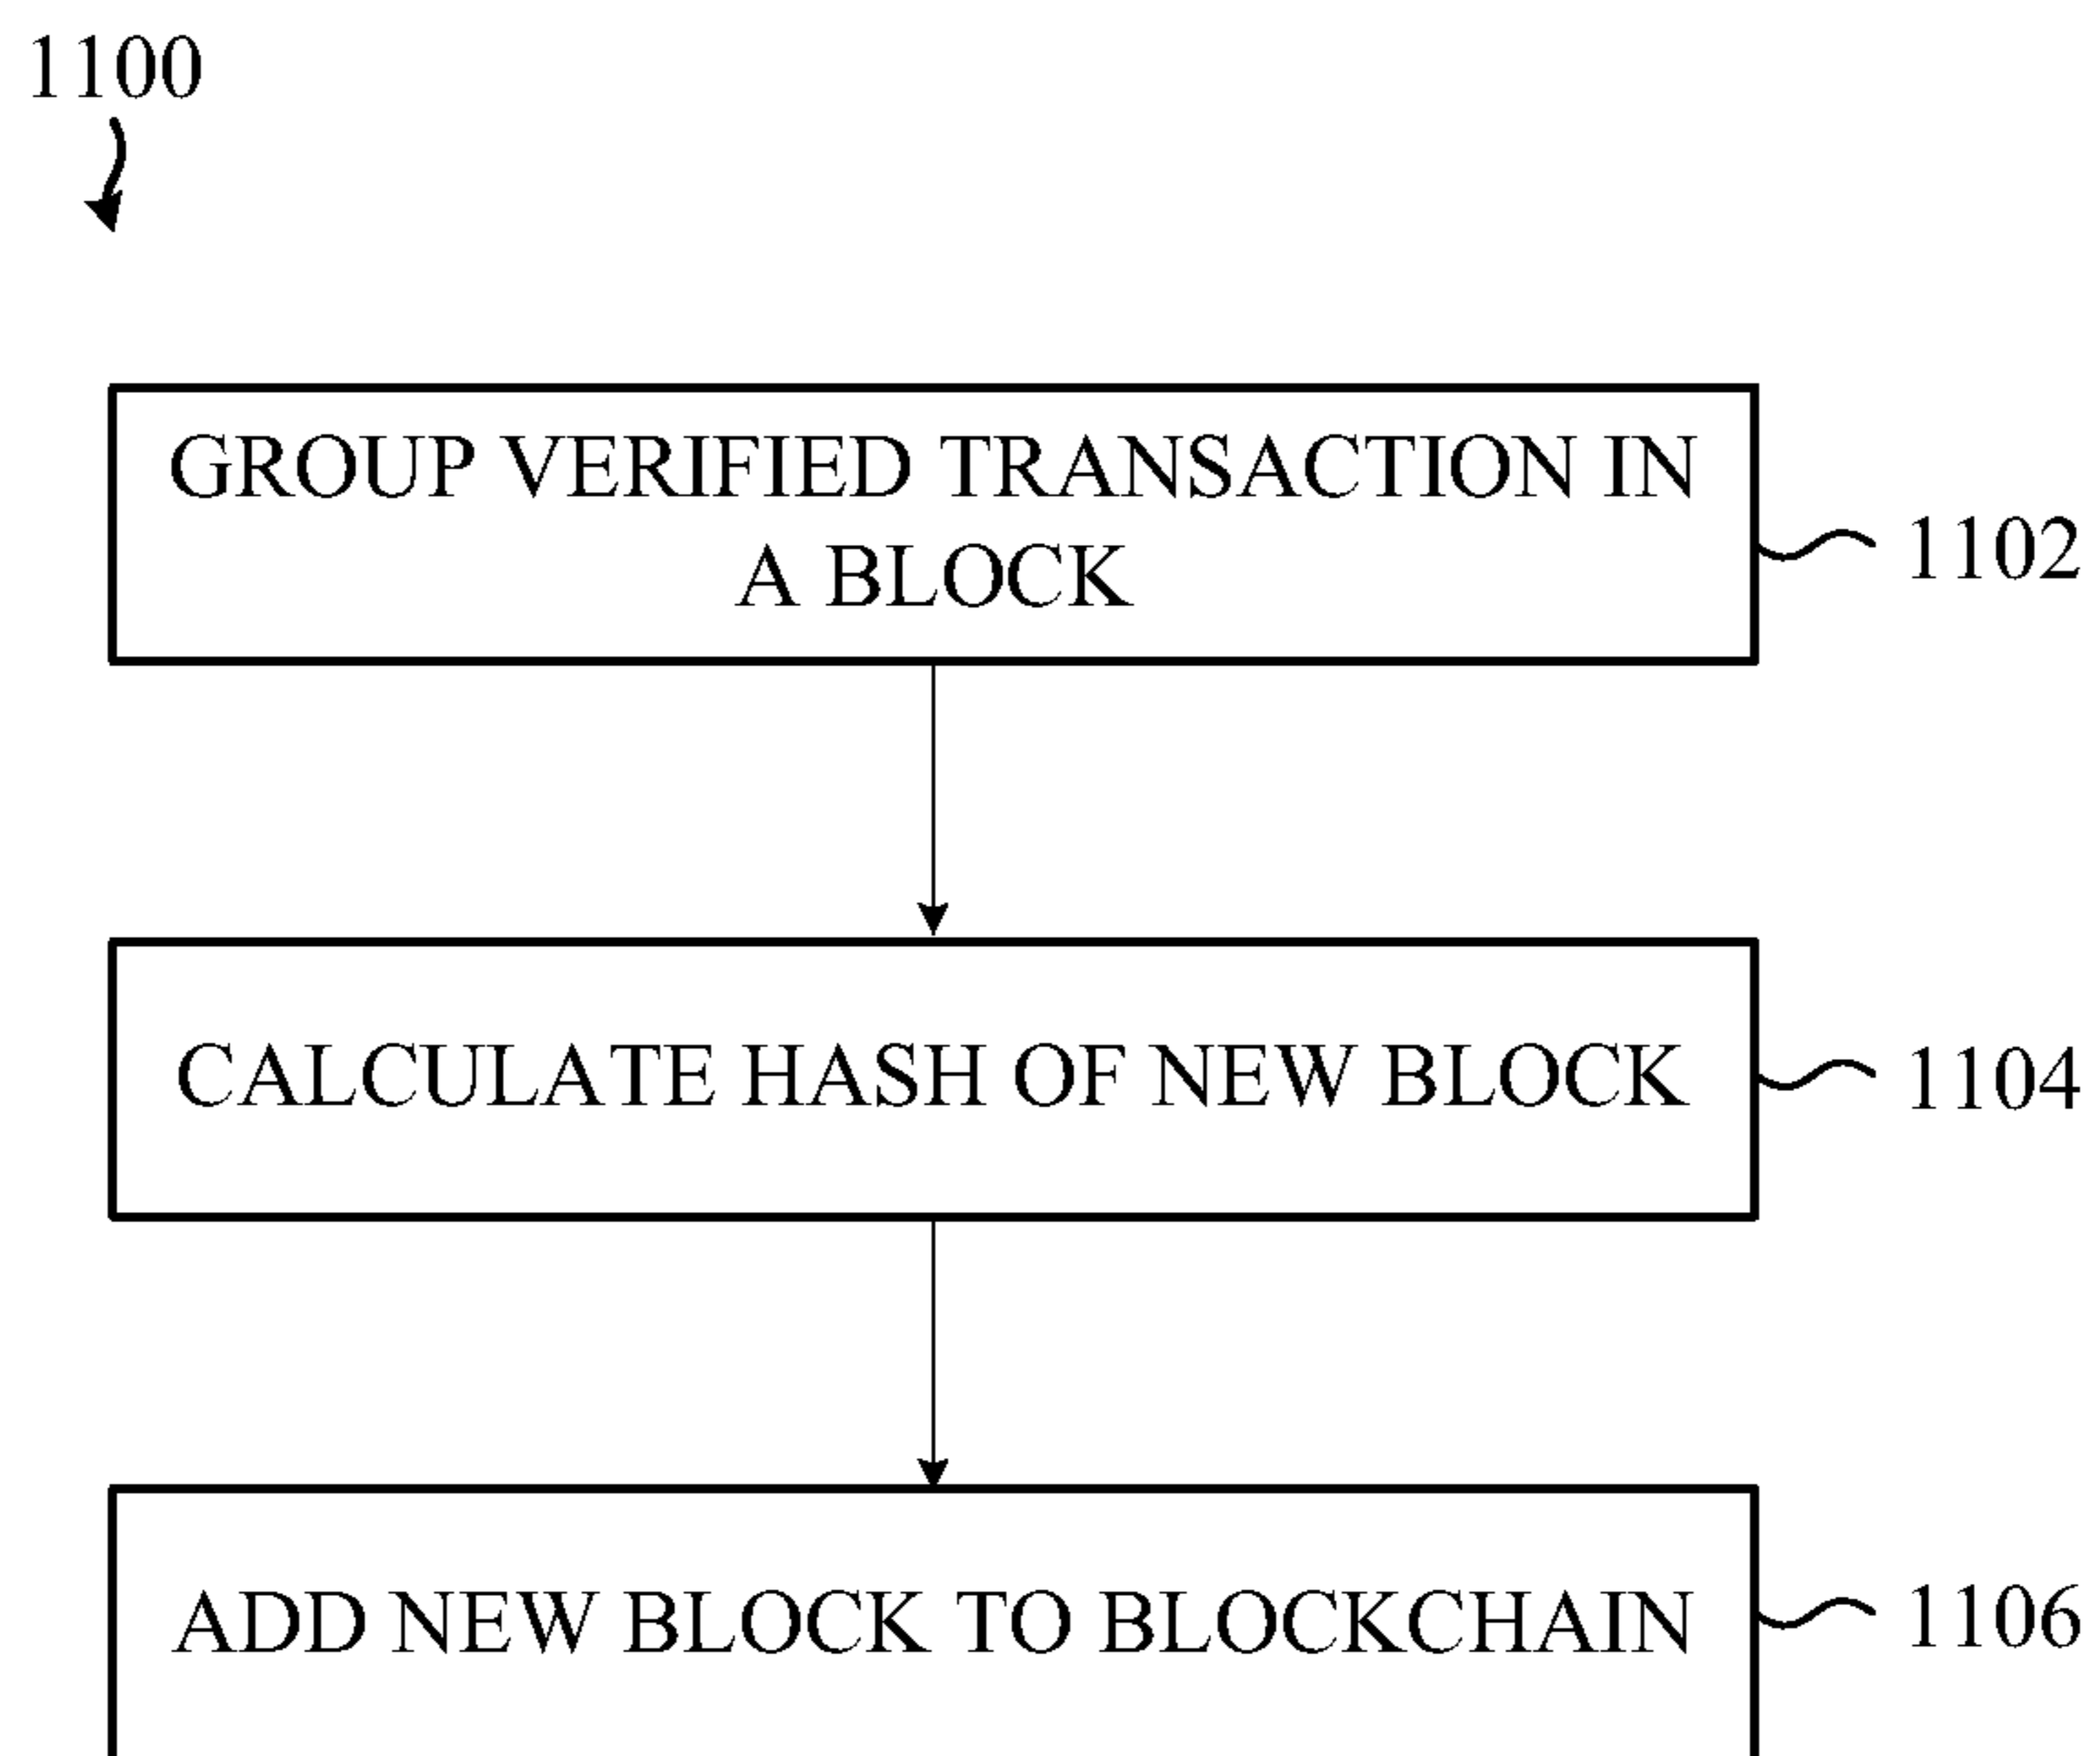 1100
GROUP VERIFIED TRANSACTION IN
A BLOCK
1102
CALCULATE HASH OF NEW BLOCK
1104
ADD NEW BLOCK TO BLOCKCHAIN
1106